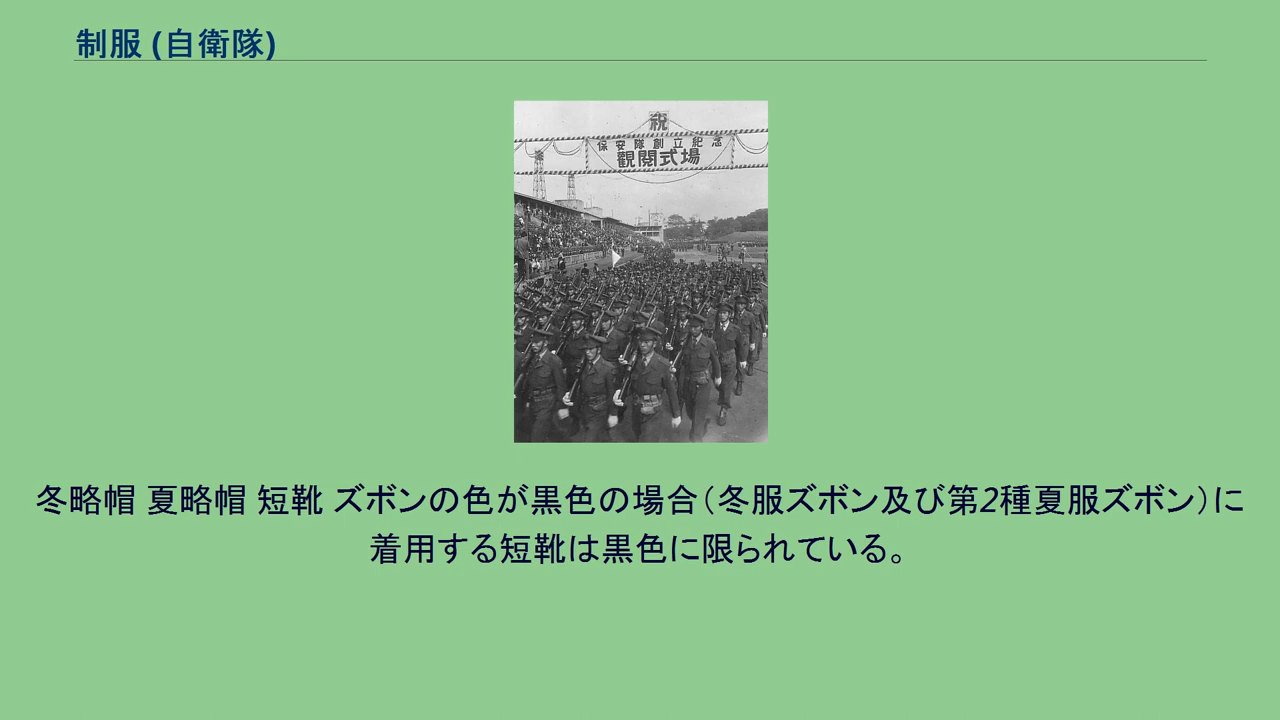 制服 (自衛隊)
祝
保安隊創立紀念
觀閲式場
冬略帽 夏略帽 短靴 ズボンの色が黒色の場合（冬服ズボン及び第2種夏服ズボン）に
着用する短靴は黒色に限られている。